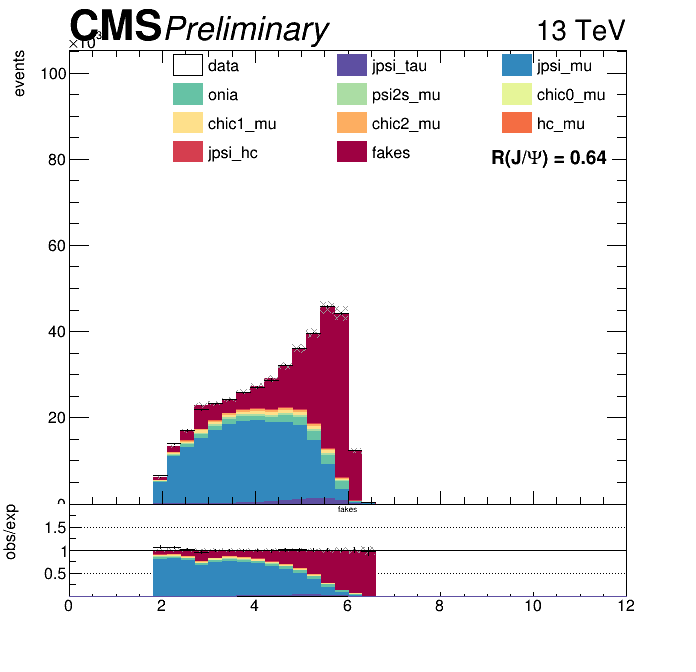 CMS Preliminary 13 TeV
×10³
events
data jpsi_tau jpsi_mu
onia psi2s_mu chic0_mu
chic1_mu chic2_mu hc_mu
jpsi_hc fakes
R(J/Ψ) = 0.64
100
80
60
40
20
0
fakes
obs/exp
1.5
1
0.5
0 2 4 6 8 10 12